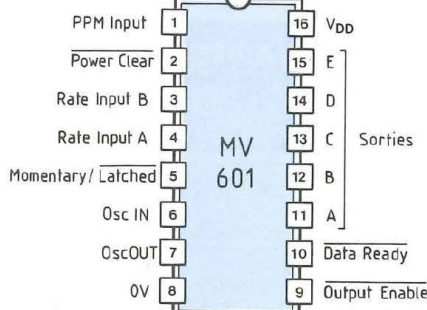 PPM Input 1
Power Clear 2
Rate Input B 3
Rate Input A 4
Momentary/ Latched 5
Osc IN 6
OscOUT 7
0V 8
MV
601
16 VDD
15 E
14 D
13 C
12 B
11 A
Sorties
10 Data Ready
9 Output Enable